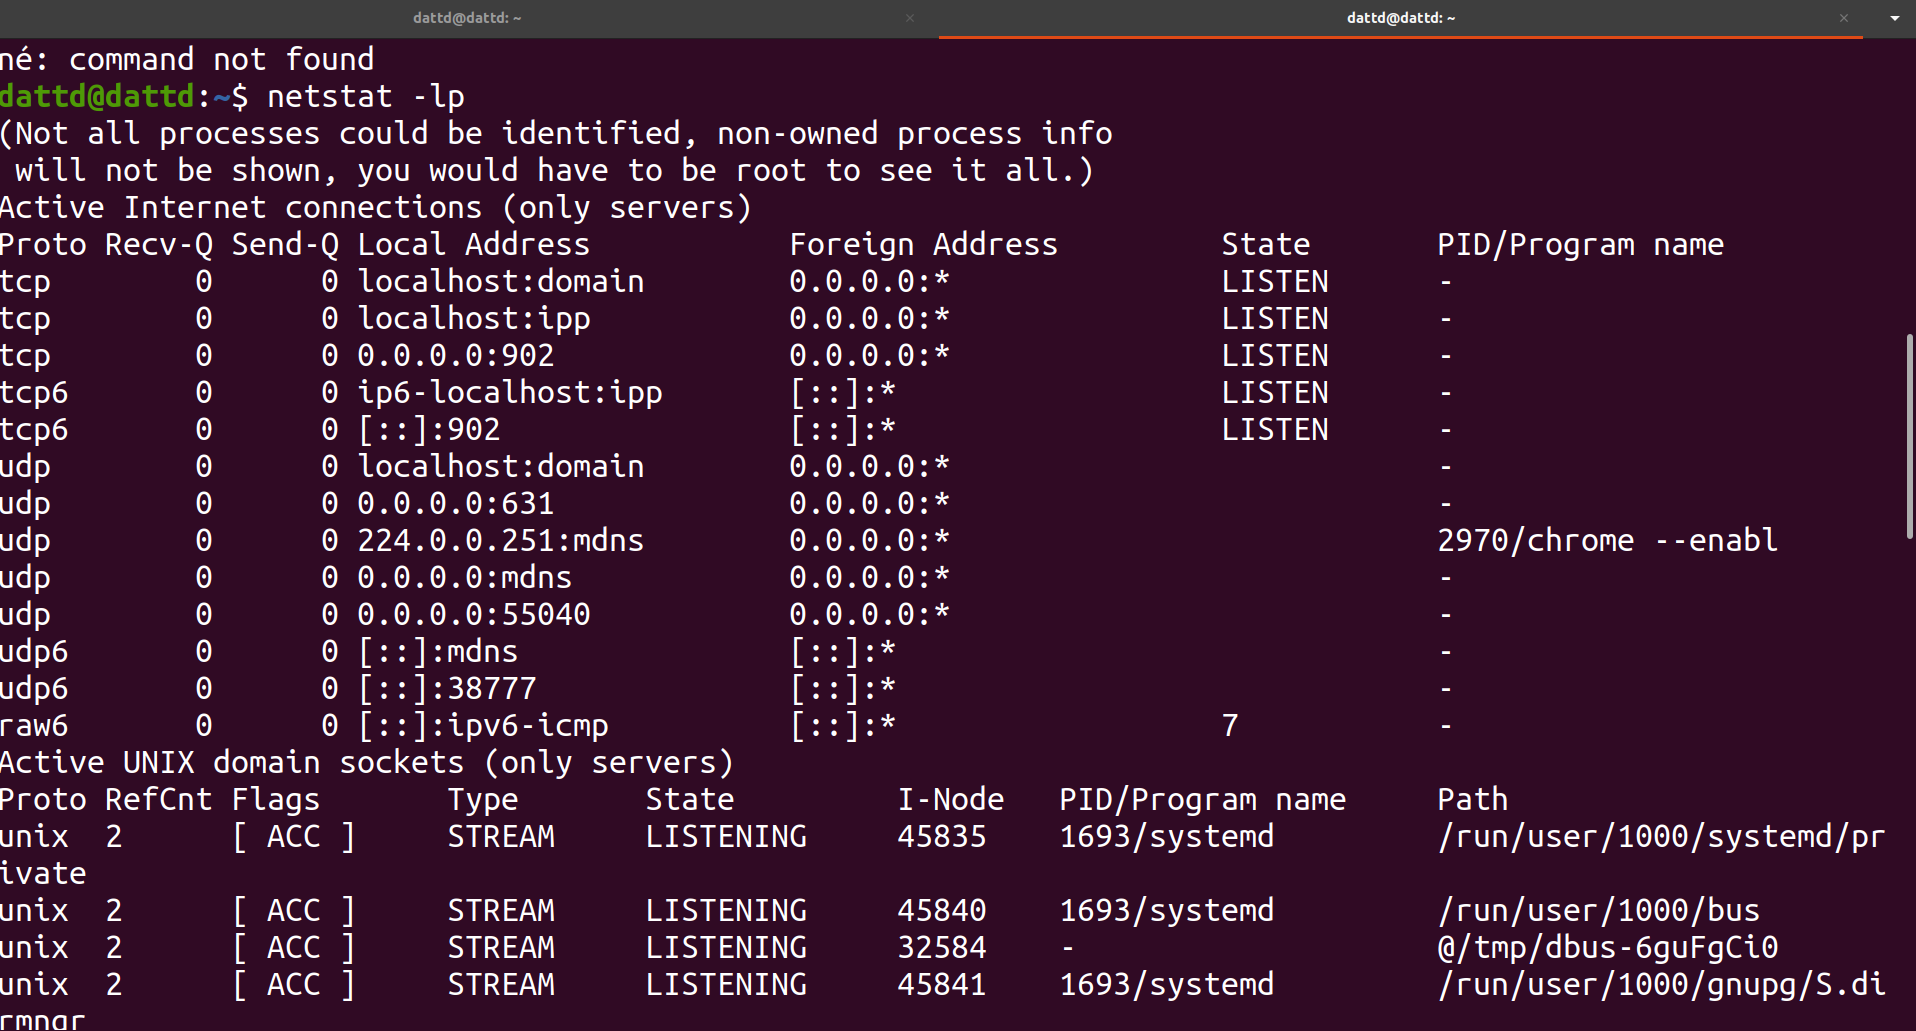 dattd@dattd: ~ × dattd@dattd: ~ ×
né: command not found
dattd@dattd:~$ netstat -lp
(Not all processes could be identified, non-owned process info
 will not be shown, you would have to be root to see it all.)
Active Internet connections (only servers)
Proto Recv-Q Send-Q Local Address           Foreign Address         State       PID/Program name
tcp        0      0 localhost:domain        0.0.0.0:*               LISTEN      -
tcp        0      0 localhost:ipp           0.0.0.0:*               LISTEN      -
tcp        0      0 0.0.0.0:902             0.0.0.0:*               LISTEN      -
tcp6       0      0 ip6-localhost:ipp       [::]:*                  LISTEN      -
tcp6       0      0 [::]:902                [::]:*                  LISTEN      -
udp        0      0 localhost:domain        0.0.0.0:*                           -
udp        0      0 0.0.0.0:631             0.0.0.0:*                           -
udp        0      0 224.0.0.251:mdns        0.0.0.0:*                           2970/chrome --enabl
udp        0      0 0.0.0.0:mdns            0.0.0.0:*                           -
udp        0      0 0.0.0.0:55040           0.0.0.0:*                           -
udp6       0      0 [::]:mdns               [::]:*                              -
udp6       0      0 [::]:38777              [::]:*                              -
raw6       0      0 [::]:ipv6-icmp          [::]:*                  7           -
Active UNIX domain sockets (only servers)
Proto RefCnt Flags       Type       State         I-Node   PID/Program name     Path
unix  2      [ ACC ]     STREAM     LISTENING     45835    1693/systemd         /run/user/1000/systemd/pr
ivate
unix  2      [ ACC ]     STREAM     LISTENING     45840    1693/systemd         /run/user/1000/bus
unix  2      [ ACC ]     STREAM     LISTENING     32584    -                    @/tmp/dbus-6guFgCi0
unix  2      [ ACC ]     STREAM     LISTENING     45841    1693/systemd         /run/user/1000/gnupg/S.di
rmngr